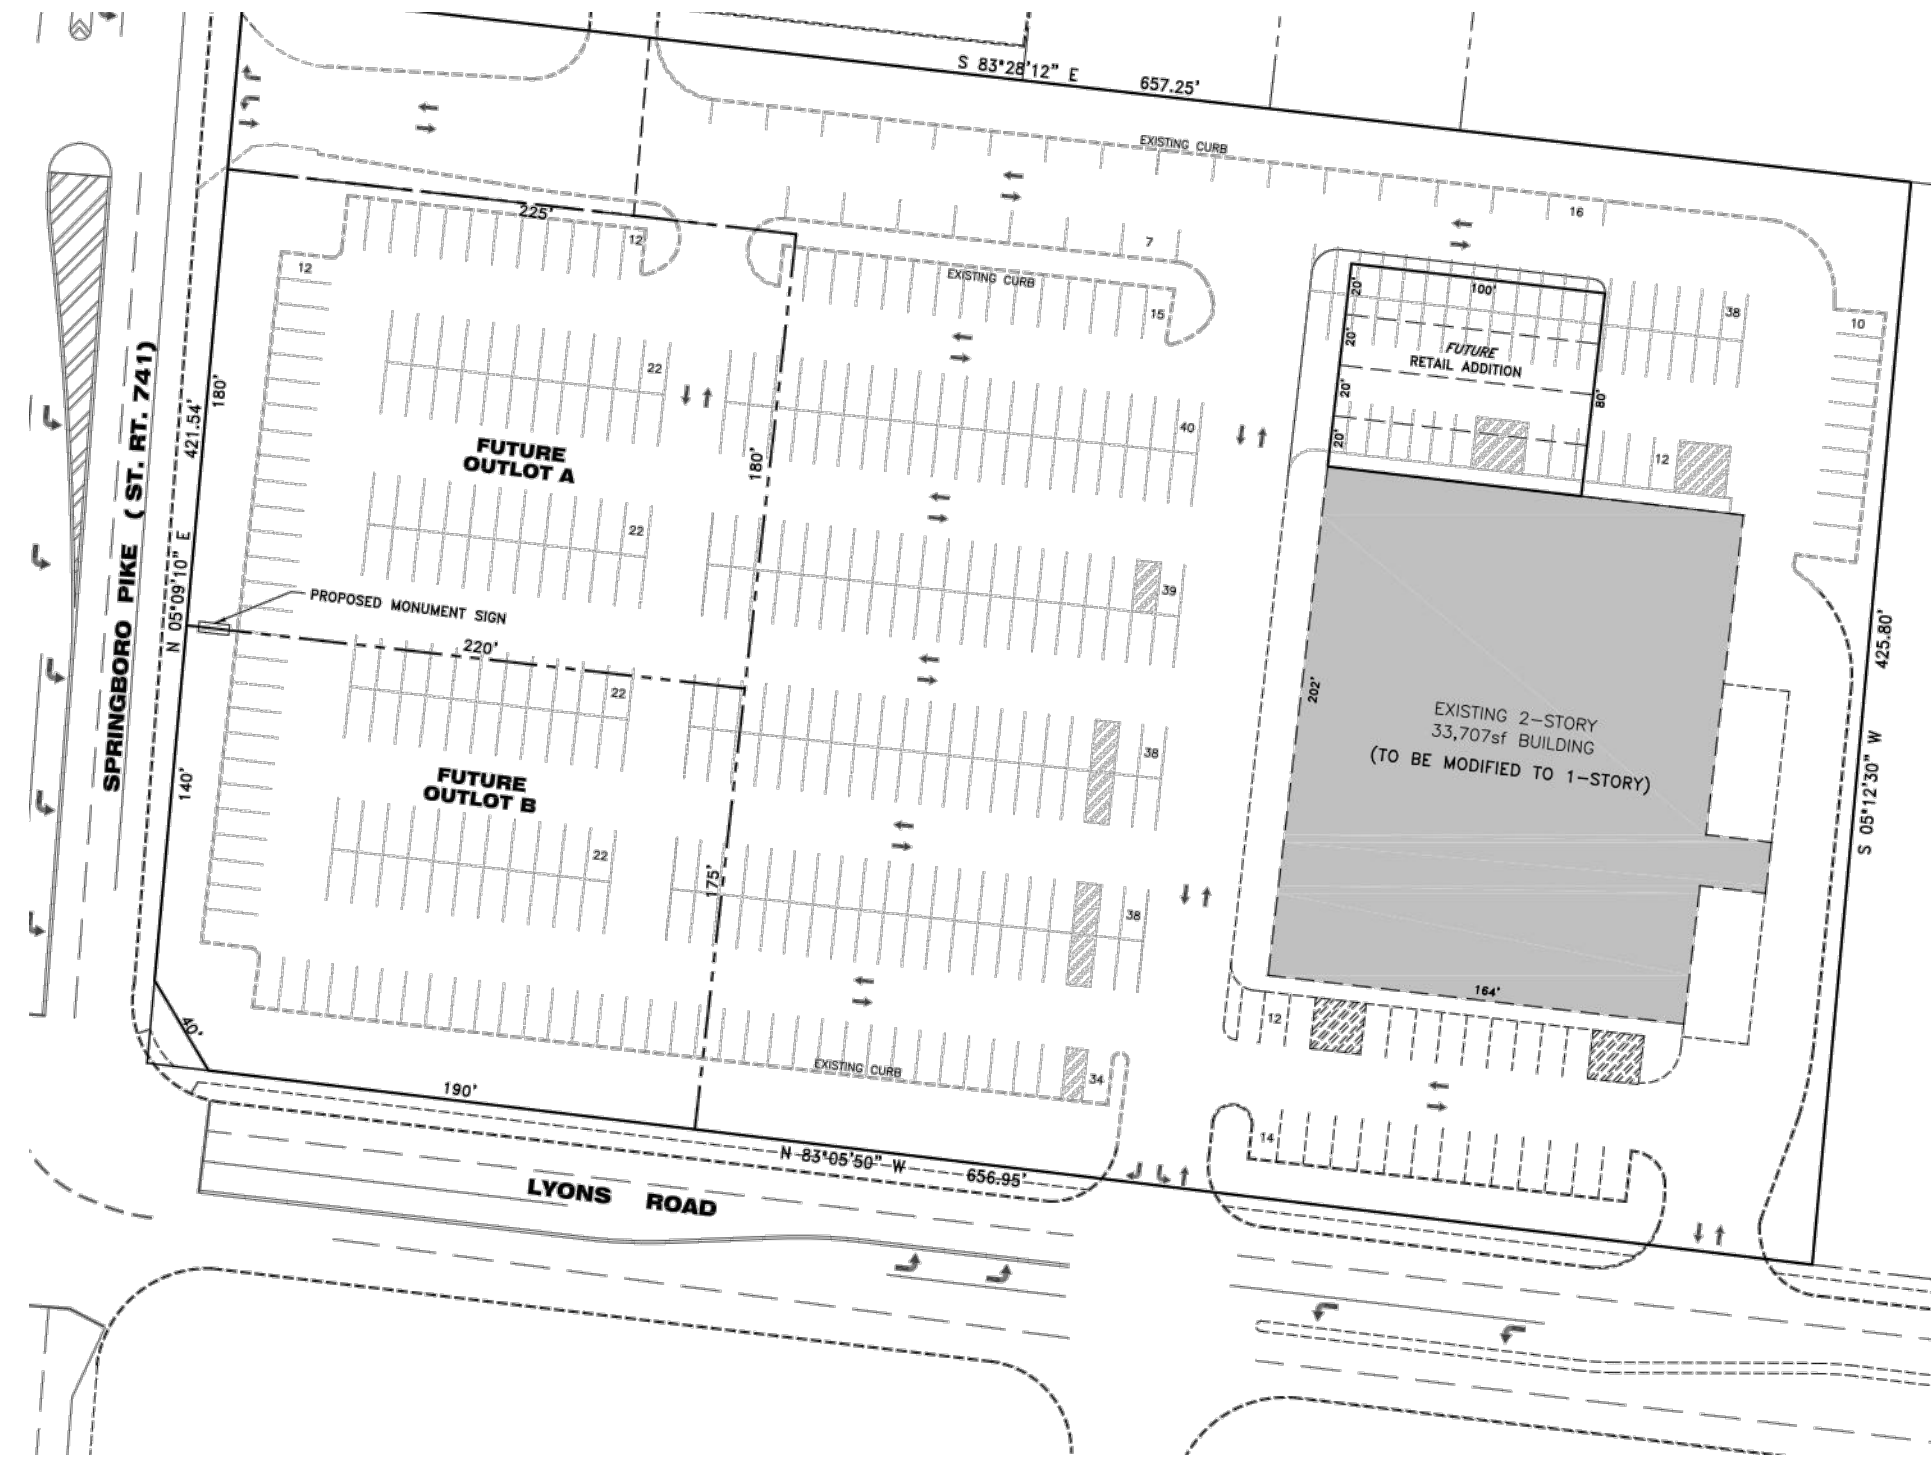 S 83°28'12" E
657.25'
EXISTING CURB
16
7
225'
12
12
EXISTING CURB
15
20'
100'
38
10
20'
FUTURE
RETAIL ADDITION
20'
80'
20'
12
22
40
180'
421.54'
N 05°09'10" E
SPRINGBORO PIKE ( ST. RT. 741)
FUTURE
OUTLOT A
180'
22
39
PROPOSED MONUMENT SIGN
220'
22
38
202'
EXISTING 2-STORY
33,707sf BUILDING
(TO BE MODIFIED TO 1-STORY)
425.80'
S 05°12'30" W
140'
FUTURE
OUTLOT B
22
175'
38
164'
40'
12
EXISTING CURB
34
190'
14
N 83°05'50" W
656.95'
LYONS ROAD